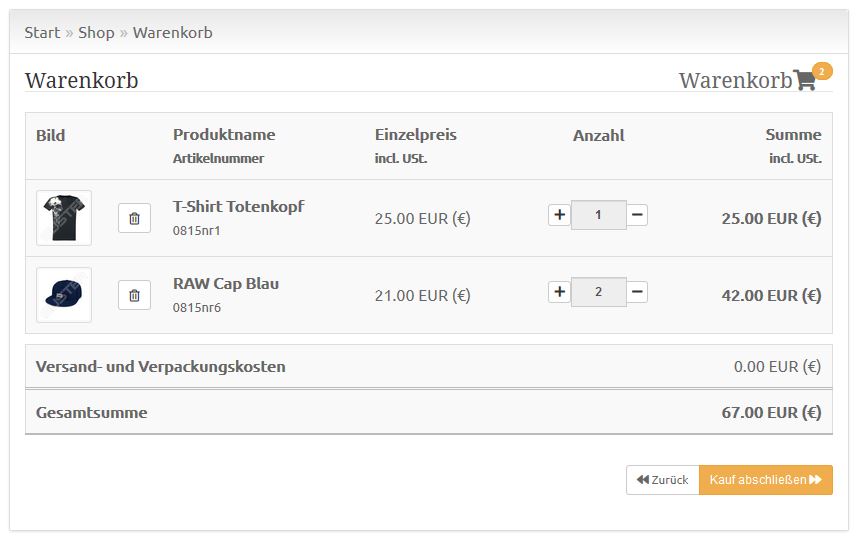 Start » Shop » Warenkorb
Warenkorb
Warenkorb 2
Bild Produktname Einzelpreis Anzahl Summe
Artikelnummer incl. USt. incl. USt.
T-Shirt Totenkopf
25.00 EUR (€) + 1 − 25.00 EUR (€)
0815nr1
RAW Cap Blau
21.00 EUR (€) + 2 − 42.00 EUR (€)
0815nr6
Versand- und Verpackungskosten 0.00 EUR (€)
Gesamtsumme 67.00 EUR (€)
Zurück Kauf abschließen